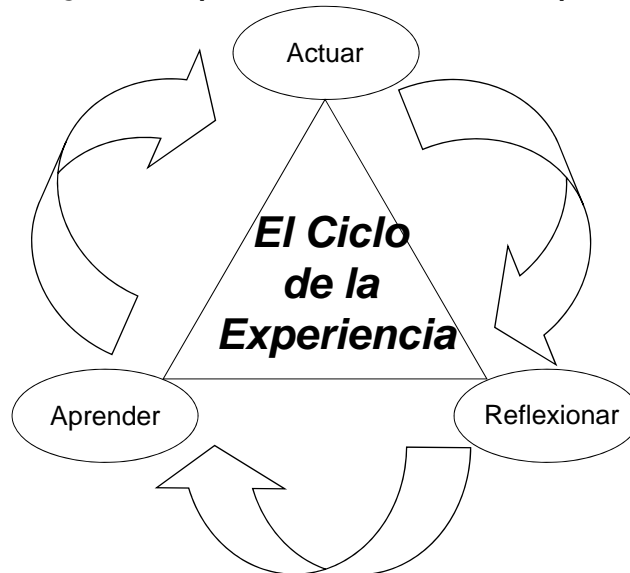 Actuar
El Ciclo
de la
Experiencia
Aprender
Reflexionar